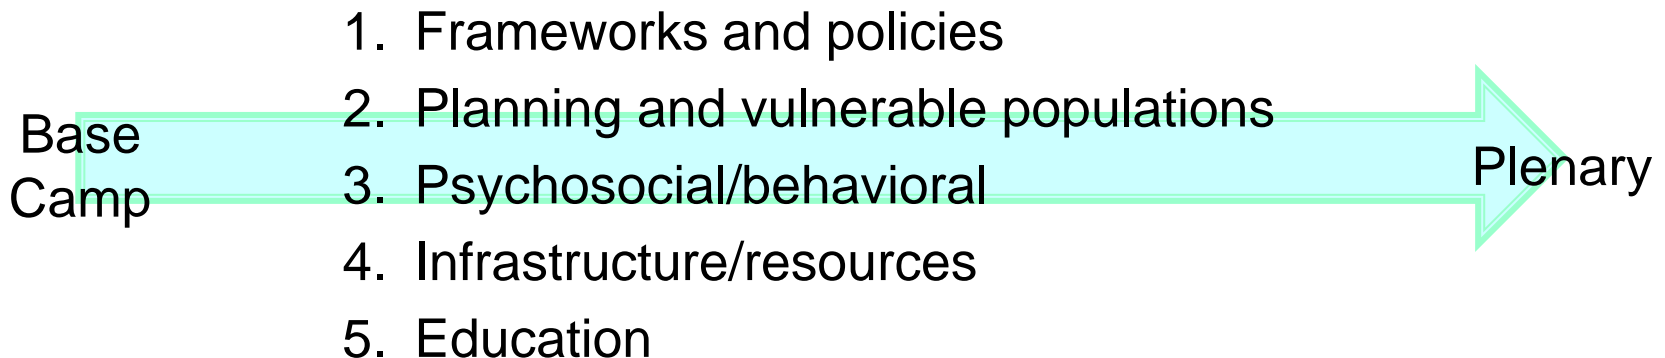 Base
Camp
1. Frameworks and policies
2. Planning and vulnerable populations
3. Psychosocial/behavioral
4. Infrastructure/resources
5. Education
Plenary